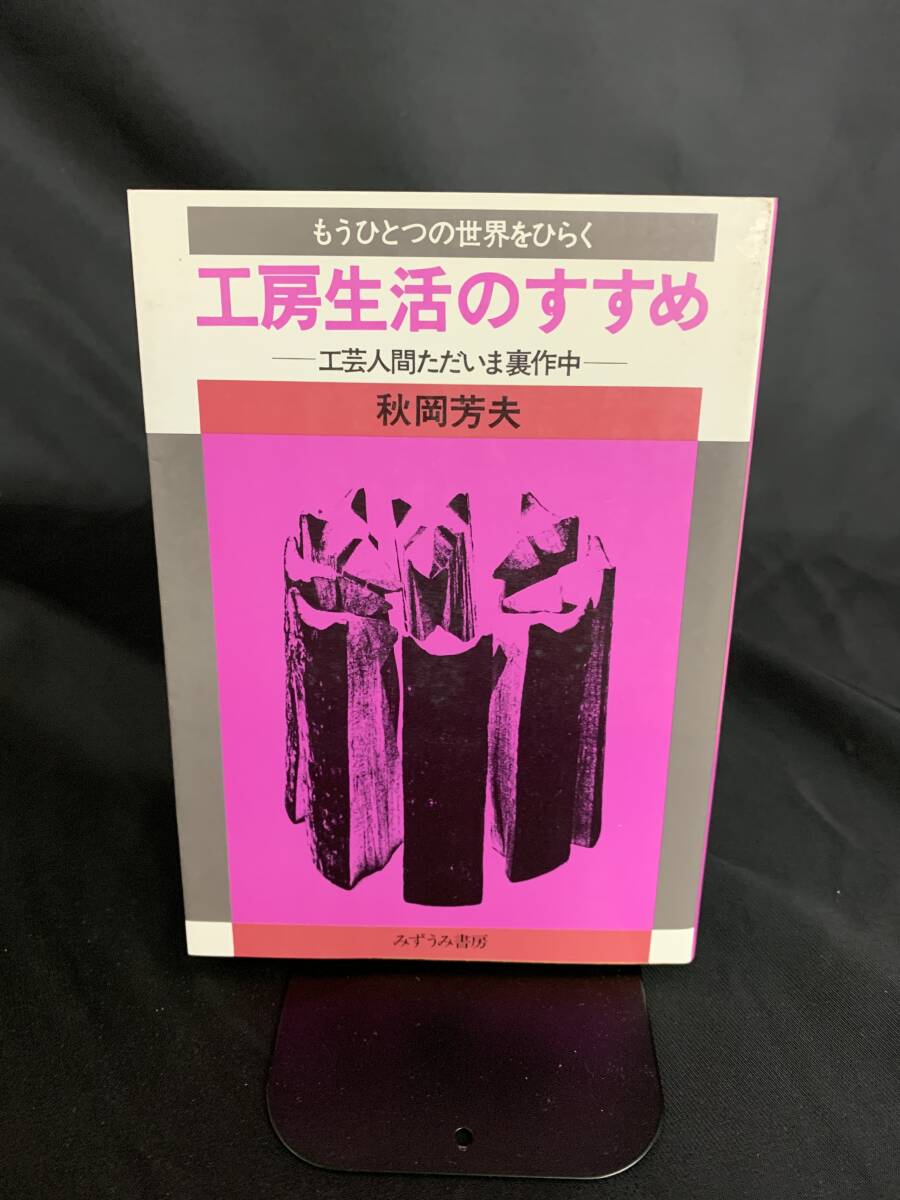 もうひとつの世界をひらく
工房生活のすすめ
―工芸人間ただいま裏作中―
秋岡芳夫
みずうみ書房